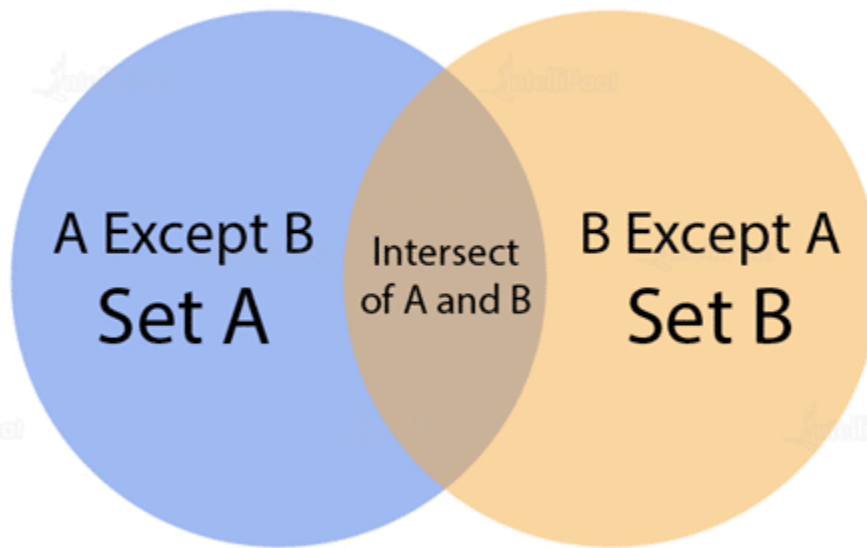 A Except B
Set A
Intersect
of A and B
B Except A
Set B